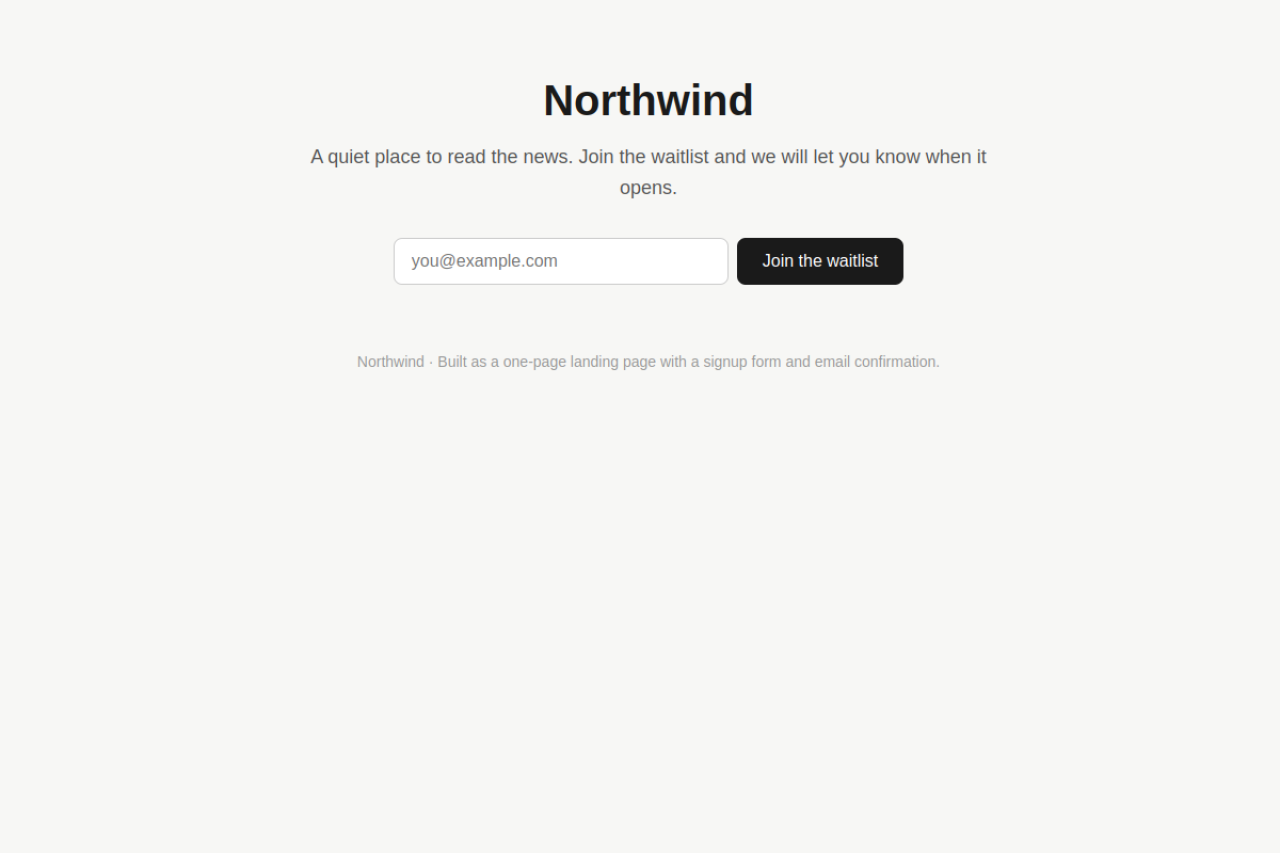 Northwind
A quiet place to read the news. Join the waitlist and we will let you know when it
opens.
you@example.com
Join the waitlist
Northwind · Built as a one-page landing page with a signup form and email confirmation.